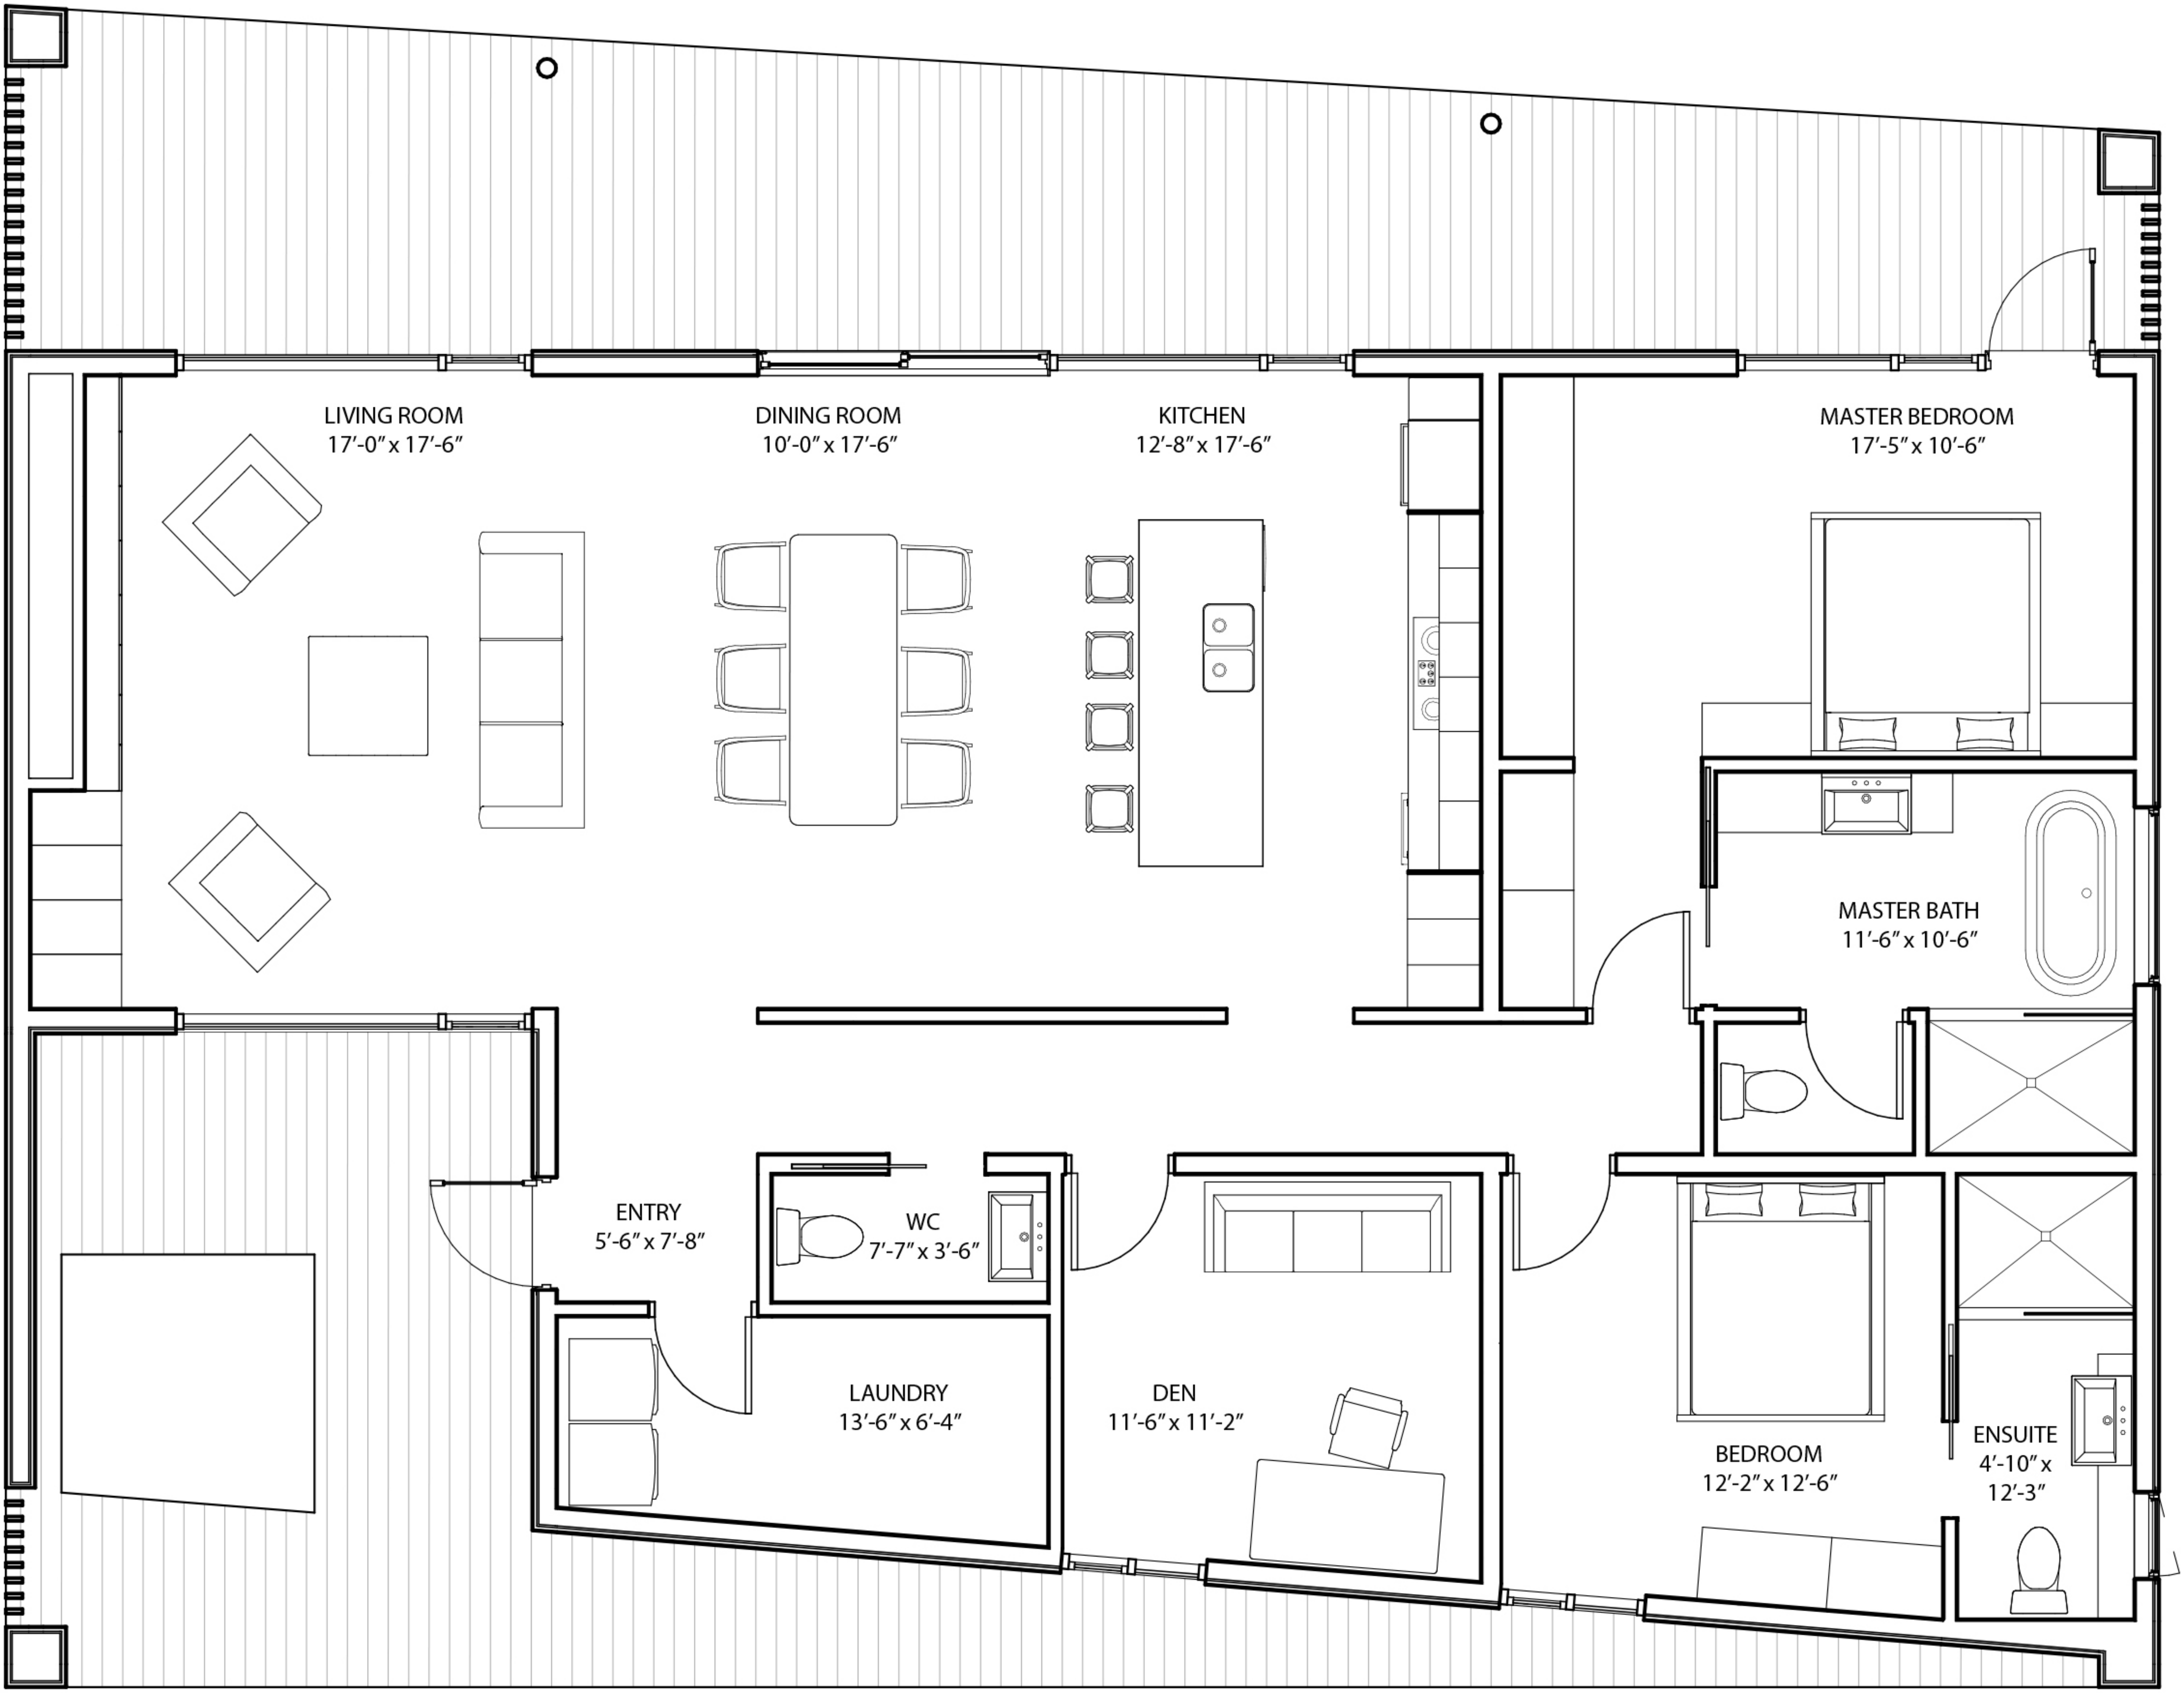 LIVING ROOM
17’-0” x 17’-6”
DINING ROOM
10’-0” x 17’-6”
KITCHEN
12’-8” x 17’-6”
MASTER BEDROOM
17’-5” x 10’-6”
MASTER BATH
11’-6” x 10’-6”
ENTRY
5’-6” x 7’-8”
WC
7’-7” x 3’-6”
LAUNDRY
13’-6” x 6’-4”
DEN
11’-6” x 11’-2”
BEDROOM
12’-2” x 12’-6”
ENSUITE
4’-10” x
12’-3”